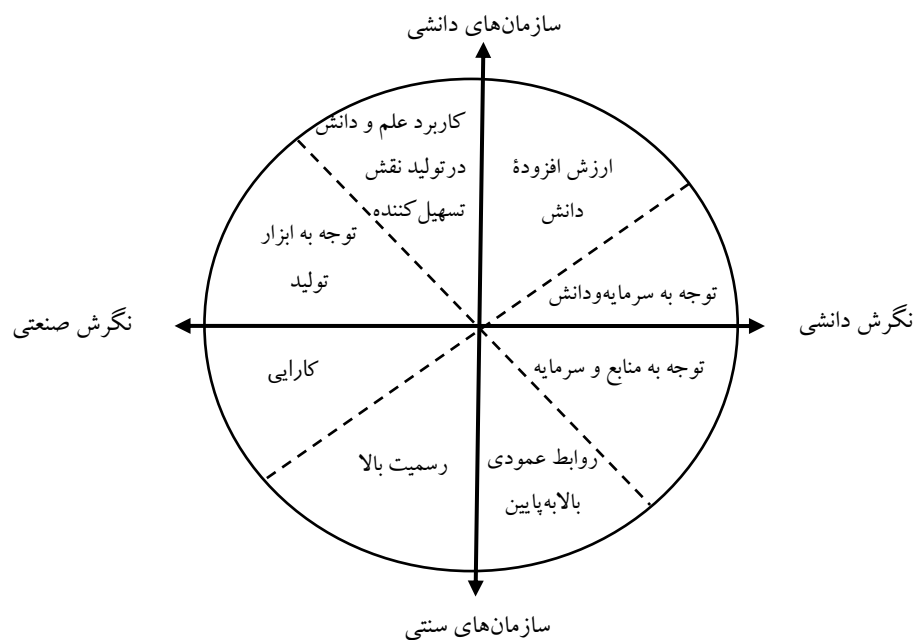 سازمان‌های دانشی
کاربرد علم و دانش
در تولید نقش
تسهیل‌کننده
ارزش افزودۀ
دانش
توجه به ابزار
تولید
توجه به سرمایه‌ودانش
نگرش صنعتی
نگرش دانشی
کارایی
توجه به منابع و سرمایه
رسمیت بالا
روابط عمودی
بالابه‌پایین
سازمان‌های سنتی